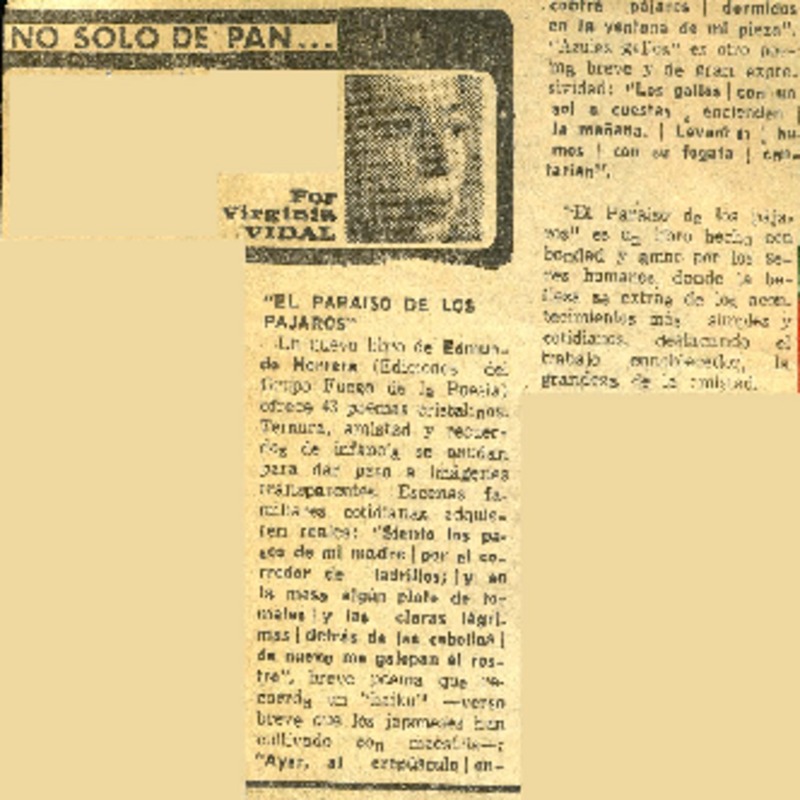 NO SOLO DE PAN...
Por
Virginia
VIDAL
"EL PARAISO DE LOS
PAJAROS"
Un nuevo libro de Edmun-
do Herrera (Ediciones del
Grupo Fuego de la Poesía)
ofrece 43 poemas cristalinos.
Ternura, amistad y recuer-
dos de infancia se anudan
para dar paso a imágenes
transparentes. Escenas fa-
miliares cotidianas adquie-
ren realce: "Siento los pa-
sos de mi madre | por el co-
rredor de ladrillos; | y en
la mesa algún plato de to-
mates | y las claras lágri-
mas | detrás de las cebollas |
de nuevo me galopan el ros-
tro", breve poema que re-
cuerda un "haiku" —verso
breve que los japoneses han
cultivado con maestría—:
"Ayer, al crepúsculo | en-
contré pájaros | dormidos
en la ventana de mi pieza".
"Azules gallos" es otro poe-
ma breve y de gran expre-
sividad: "Los gallos | con un
sol a cuestas, encienden |
la mañana. | Levantan | hu-
mos | con su fogata | can-
tarían".
"El Paraíso de los pája-
ros" es un libro hecho con
bondad y amor por los se-
res humanos, donde la be-
lleza se extrae de los acon-
tecimientos más simples y
cotidianos, destacando el
trabajo ennoblecedor, la
grandeza de la amistad.